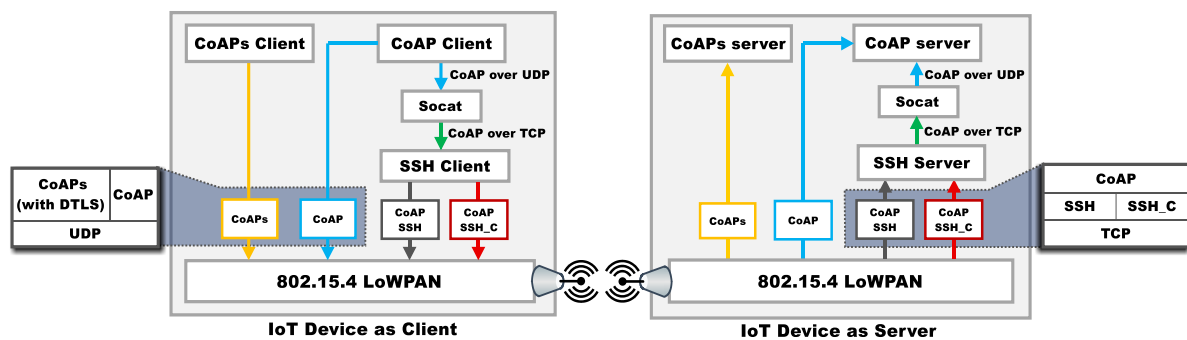 CoAPs Client
CoAP Client
CoAP over UDP
Socat
CoAP over TCP
SSH Client
CoAPs
(with DTLS)
CoAP
UDP
CoAPs
CoAP
CoAP
SSH
CoAP
SSH_C
802.15.4 LoWPAN
IoT Device as Client
CoAPs server
CoAP server
CoAP over UDP
Socat
CoAP over TCP
SSH Server
CoAPs
CoAP
CoAP
SSH
CoAP
SSH_C
CoAP
SSH
SSH_C
TCP
802.15.4 LoWPAN
IoT Device as Server